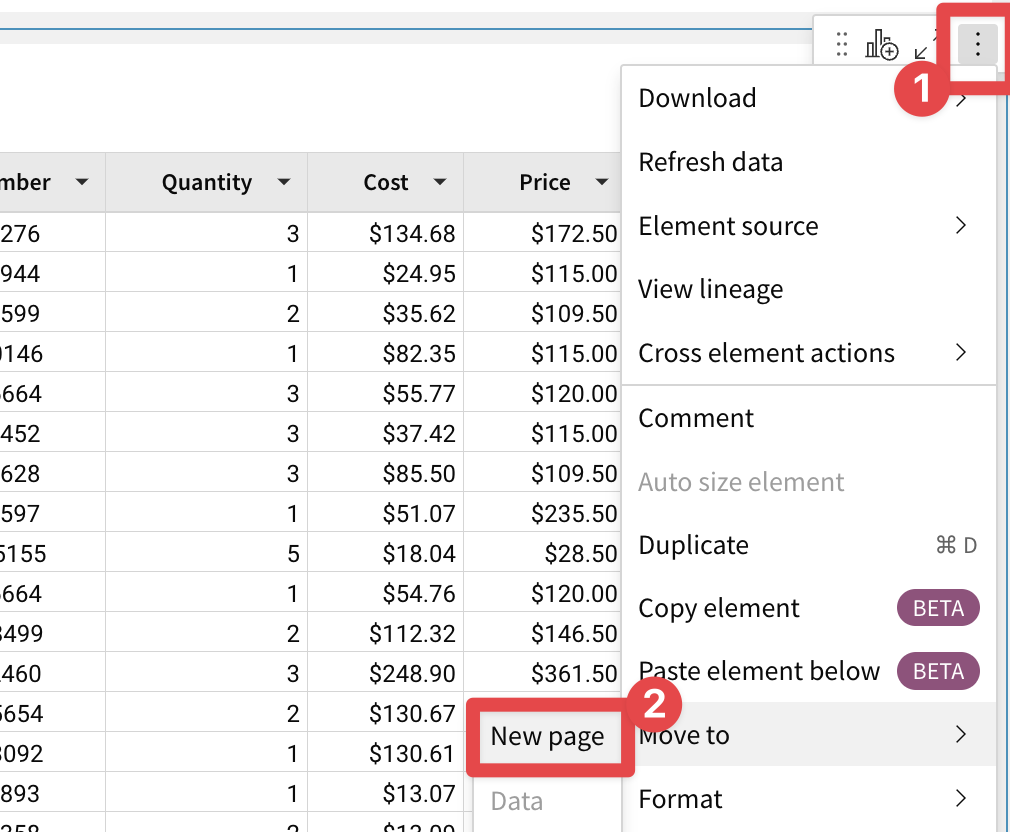 1
Download
Refresh data
Element source
View lineage
Cross element actions
Comment
Auto size element
Duplicate ⌘ D
Copy element BETA
Paste element below BETA
2
Move to
Format
New page
Data
Quantity Cost Price
276 3 $134.68 $172.50
944 1 $24.95 $115.00
599 2 $35.62 $109.50
0146 1 $82.35 $115.00
664 3 $55.77 $120.00
452 3 $37.42 $115.00
628 3 $85.50 $109.50
597 1 $51.07 $235.50
5155 5 $18.04 $28.50
664 1 $54.76 $120.00
3499 2 $112.32 $146.50
460 3 $248.90 $361.50
5654 2 $130.67
3092 1 $130.61
893 1 $13.07